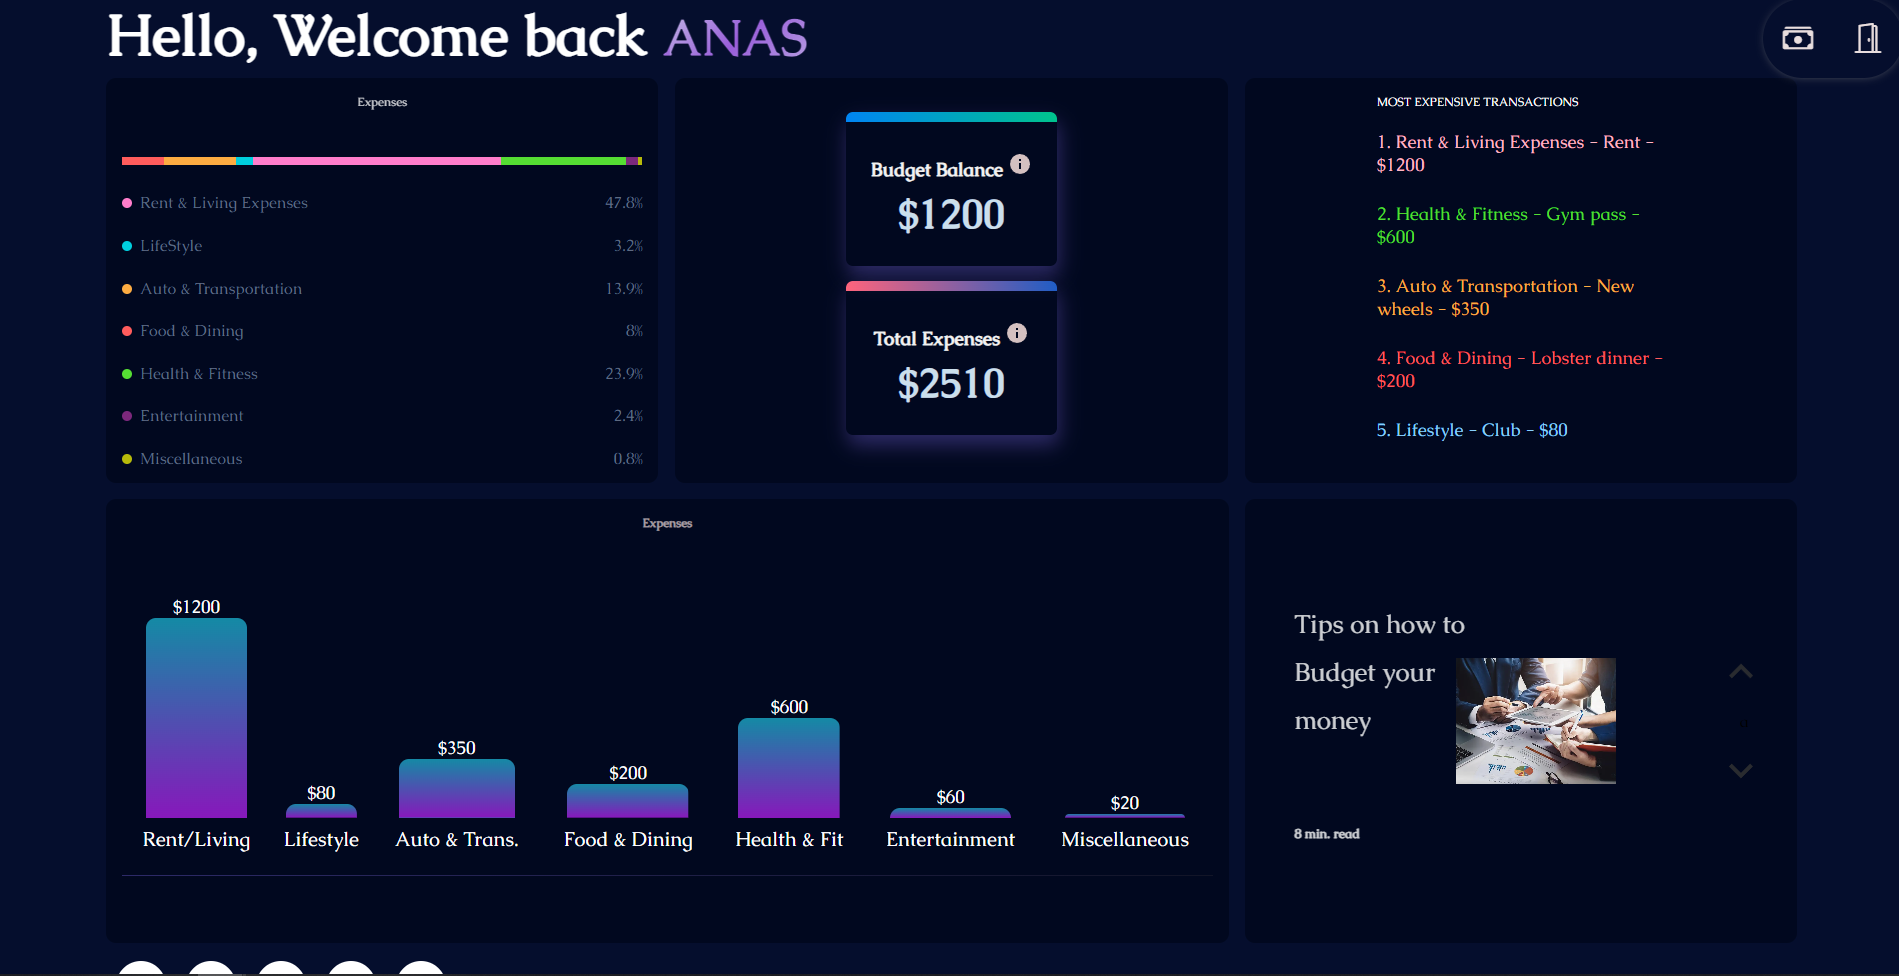 Hello, Welcome back ANAS
Expenses
Rent & Living Expenses 47.8%
LifeStyle 3.2%
Auto & Transportation 13.9%
Food & Dining 8%
Health & Fitness 23.9%
Entertainment 2.4%
Miscellaneous 0.8%
Budget Balance
$1200
Total Expenses
$2510
MOST EXPENSIVE TRANSACTIONS
1. Rent & Living Expenses - Rent -
$1200
2. Health & Fitness - Gym pass -
$600
3. Auto & Transportation - New
wheels - $350
4. Food & Dining - Lobster dinner -
$200
5. Lifestyle - Club - $80
Expenses
$1200
$80
$350
$200
$600
$60
$20
Rent/Living
Lifestyle
Auto & Trans.
Food & Dining
Health & Fit
Entertainment
Miscellaneous
Tips on how to
Budget your
money
8 min. read